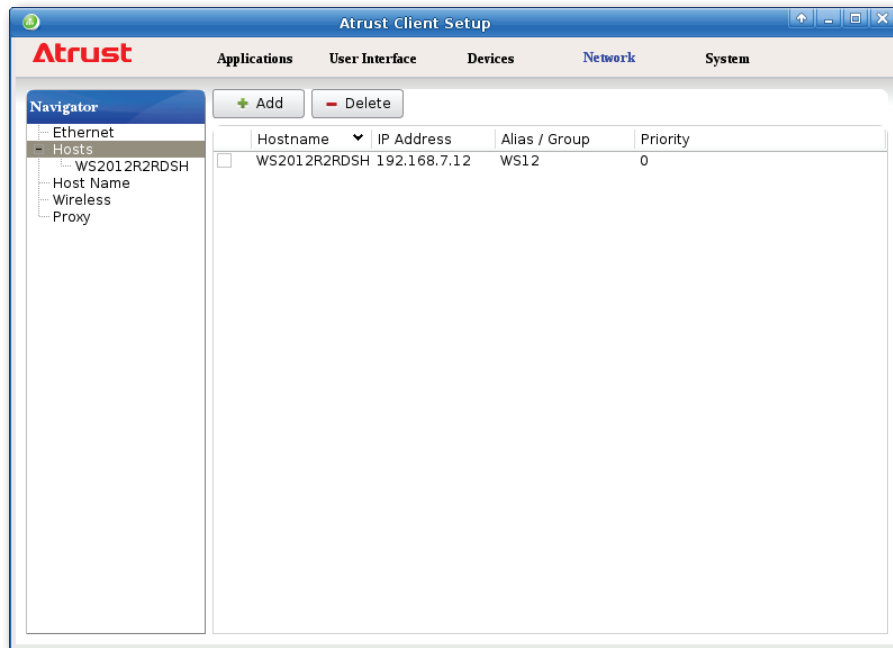 Atrust Client Setup
Atrust
Applications User Interface Devices Network System
Navigator
Ethernet
Hosts
WS2012R2RDSH
Host Name
Wireless
Proxy
Add Delete
Hostname IP Address Alias / Group Priority
WS2012R2RDSH 192.168.7.12 WS12 0